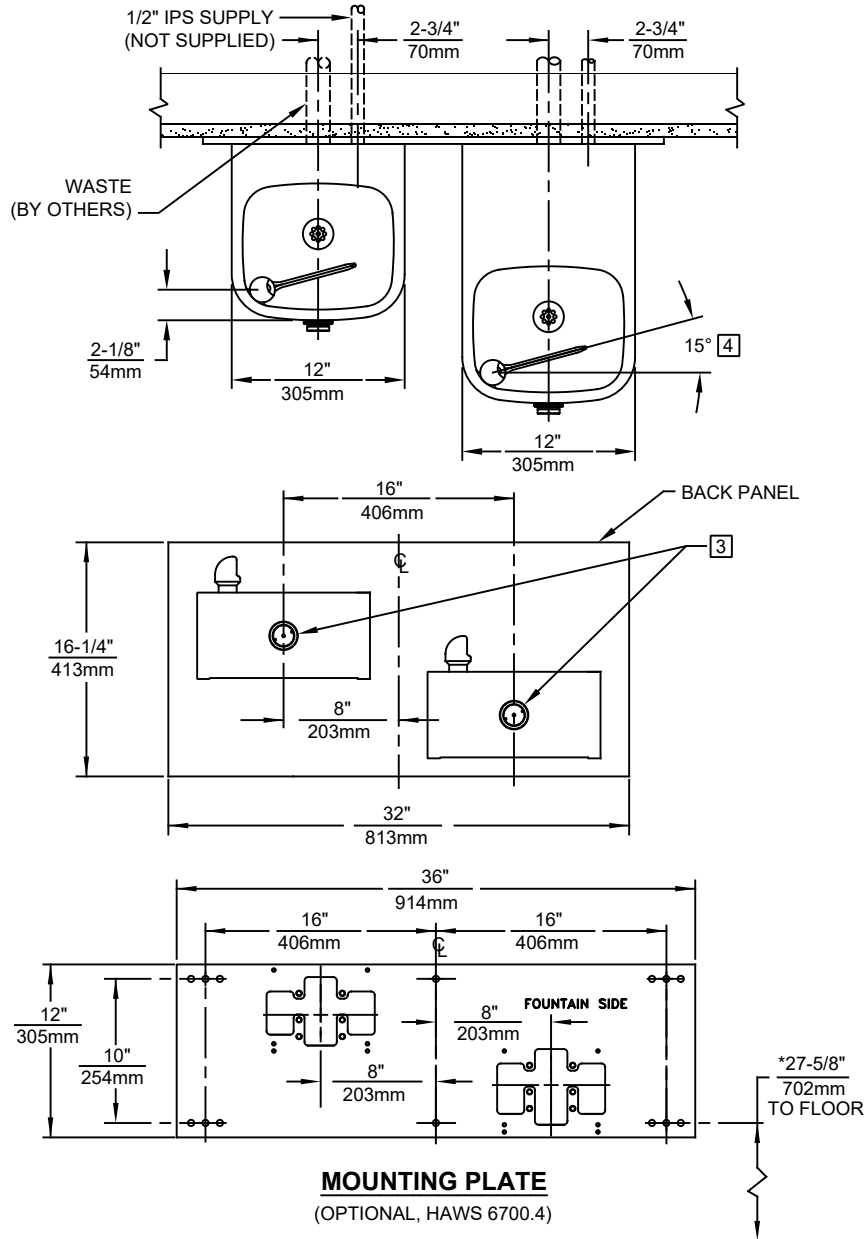 1/2" IPS SUPPLY
(NOT SUPPLIED)
2-3/4"
70mm
2-3/4"
70mm
WASTE
(BY OTHERS)
2-1/8"
54mm
12"
305mm
15° 4
12"
305mm
16"
406mm
BACK PANEL
3
CL
16-1/4"
413mm
8"
203mm
32"
813mm
36"
914mm
16"
406mm
CL
16"
406mm
12"
305mm
10"
254mm
8"
203mm
FOUNTAIN SIDE
8"
203mm
*27-5/8"
702mm
TO FLOOR
MOUNTING PLATE
(OPTIONAL, HAWS 6700.4)